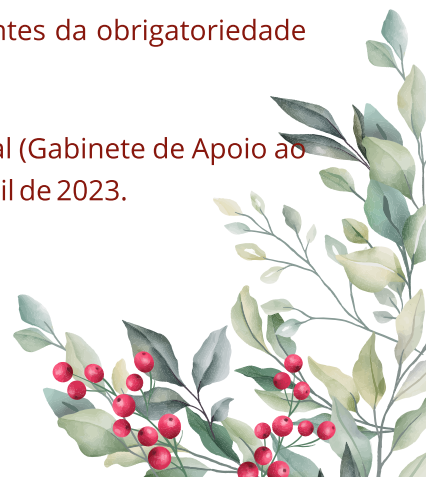 ntes da obrigatoriedade
al (Gabinete de Apoio ao
il de 2023.